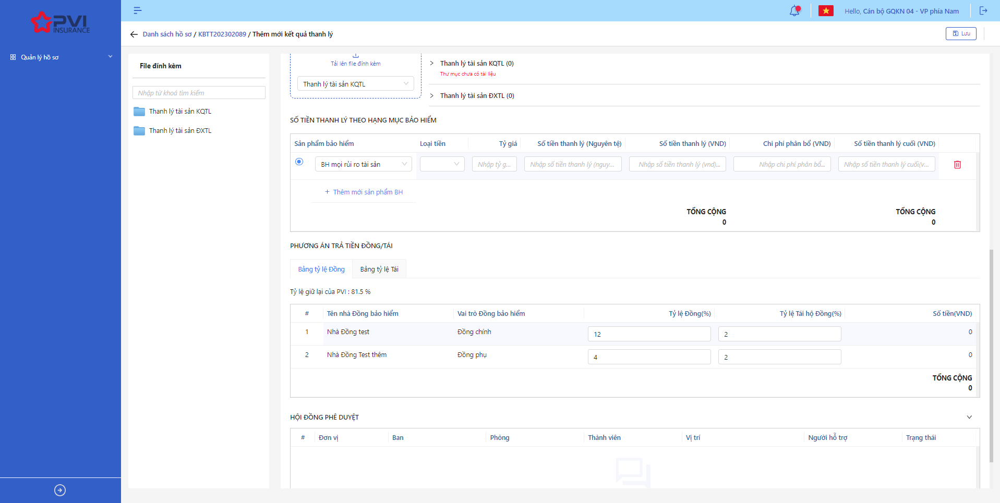 PVI
INSURANCE
Quản lý hồ sơ
Hello, Cán bộ GQKN 04 - VP phía Nam
Danh sách hồ sơ / KBTT202302089 / Thêm mới kết quả thanh lý
Lưu
File đính kèm
Nhập từ khoá tìm kiếm
Thanh lý tài sản KQTL
Thanh lý tài sản ĐXTL
Tải lên file đính kèm
Thanh lý tài sản KQTL
Thanh lý tài sản KQTL (0)
Thư mục chưa có tài liệu
Thanh lý tài sản ĐXTL (0)
SỐ TIỀN THANH LÝ THEO HẠNG MỤC BẢO HIỂM
Sản phẩm bảo hiểm Loại tiền Tỷ giá Số tiền thanh lý (Nguyên tệ) Số tiền thanh lý (VND) Chi phí phân bổ (VND) Số tiền thanh lý cuối (VND)
BH mọi rủi ro tài sản Nhập tỷ g... Nhập số tiền thanh lý (nguy... Nhập số tiền thanh lý (vnd)... Nhập chi phí phân bổ... Nhập số tiền thanh lý cuối(v...
+ Thêm mới sản phẩm BH
TỔNG CỘNG TỔNG CỘNG
0 0
PHƯƠNG ÁN TRẢ TIỀN ĐỒNG/TÁI
Bảng tỷ lệ Đồng Bảng tỷ lệ Tái
Tỷ lệ giữ lại của PVI : 81.5 %
# Tên nhà Đồng bảo hiểm Vai trò Đồng bảo hiểm Tỷ lệ Đồng(%) Tỷ lệ Tái hộ Đồng(%) Số tiền(VND)
1 Nhà Đồng test Đồng chính 12 2 0
2 Nhà Đồng Test thêm Đồng phụ 4 2 0
TỔNG CỘNG
0
HỘI ĐỒNG PHÊ DUYỆT
# Đơn vị Ban Phòng Thành viên Vị trí Người hỗ trợ Trạng thái